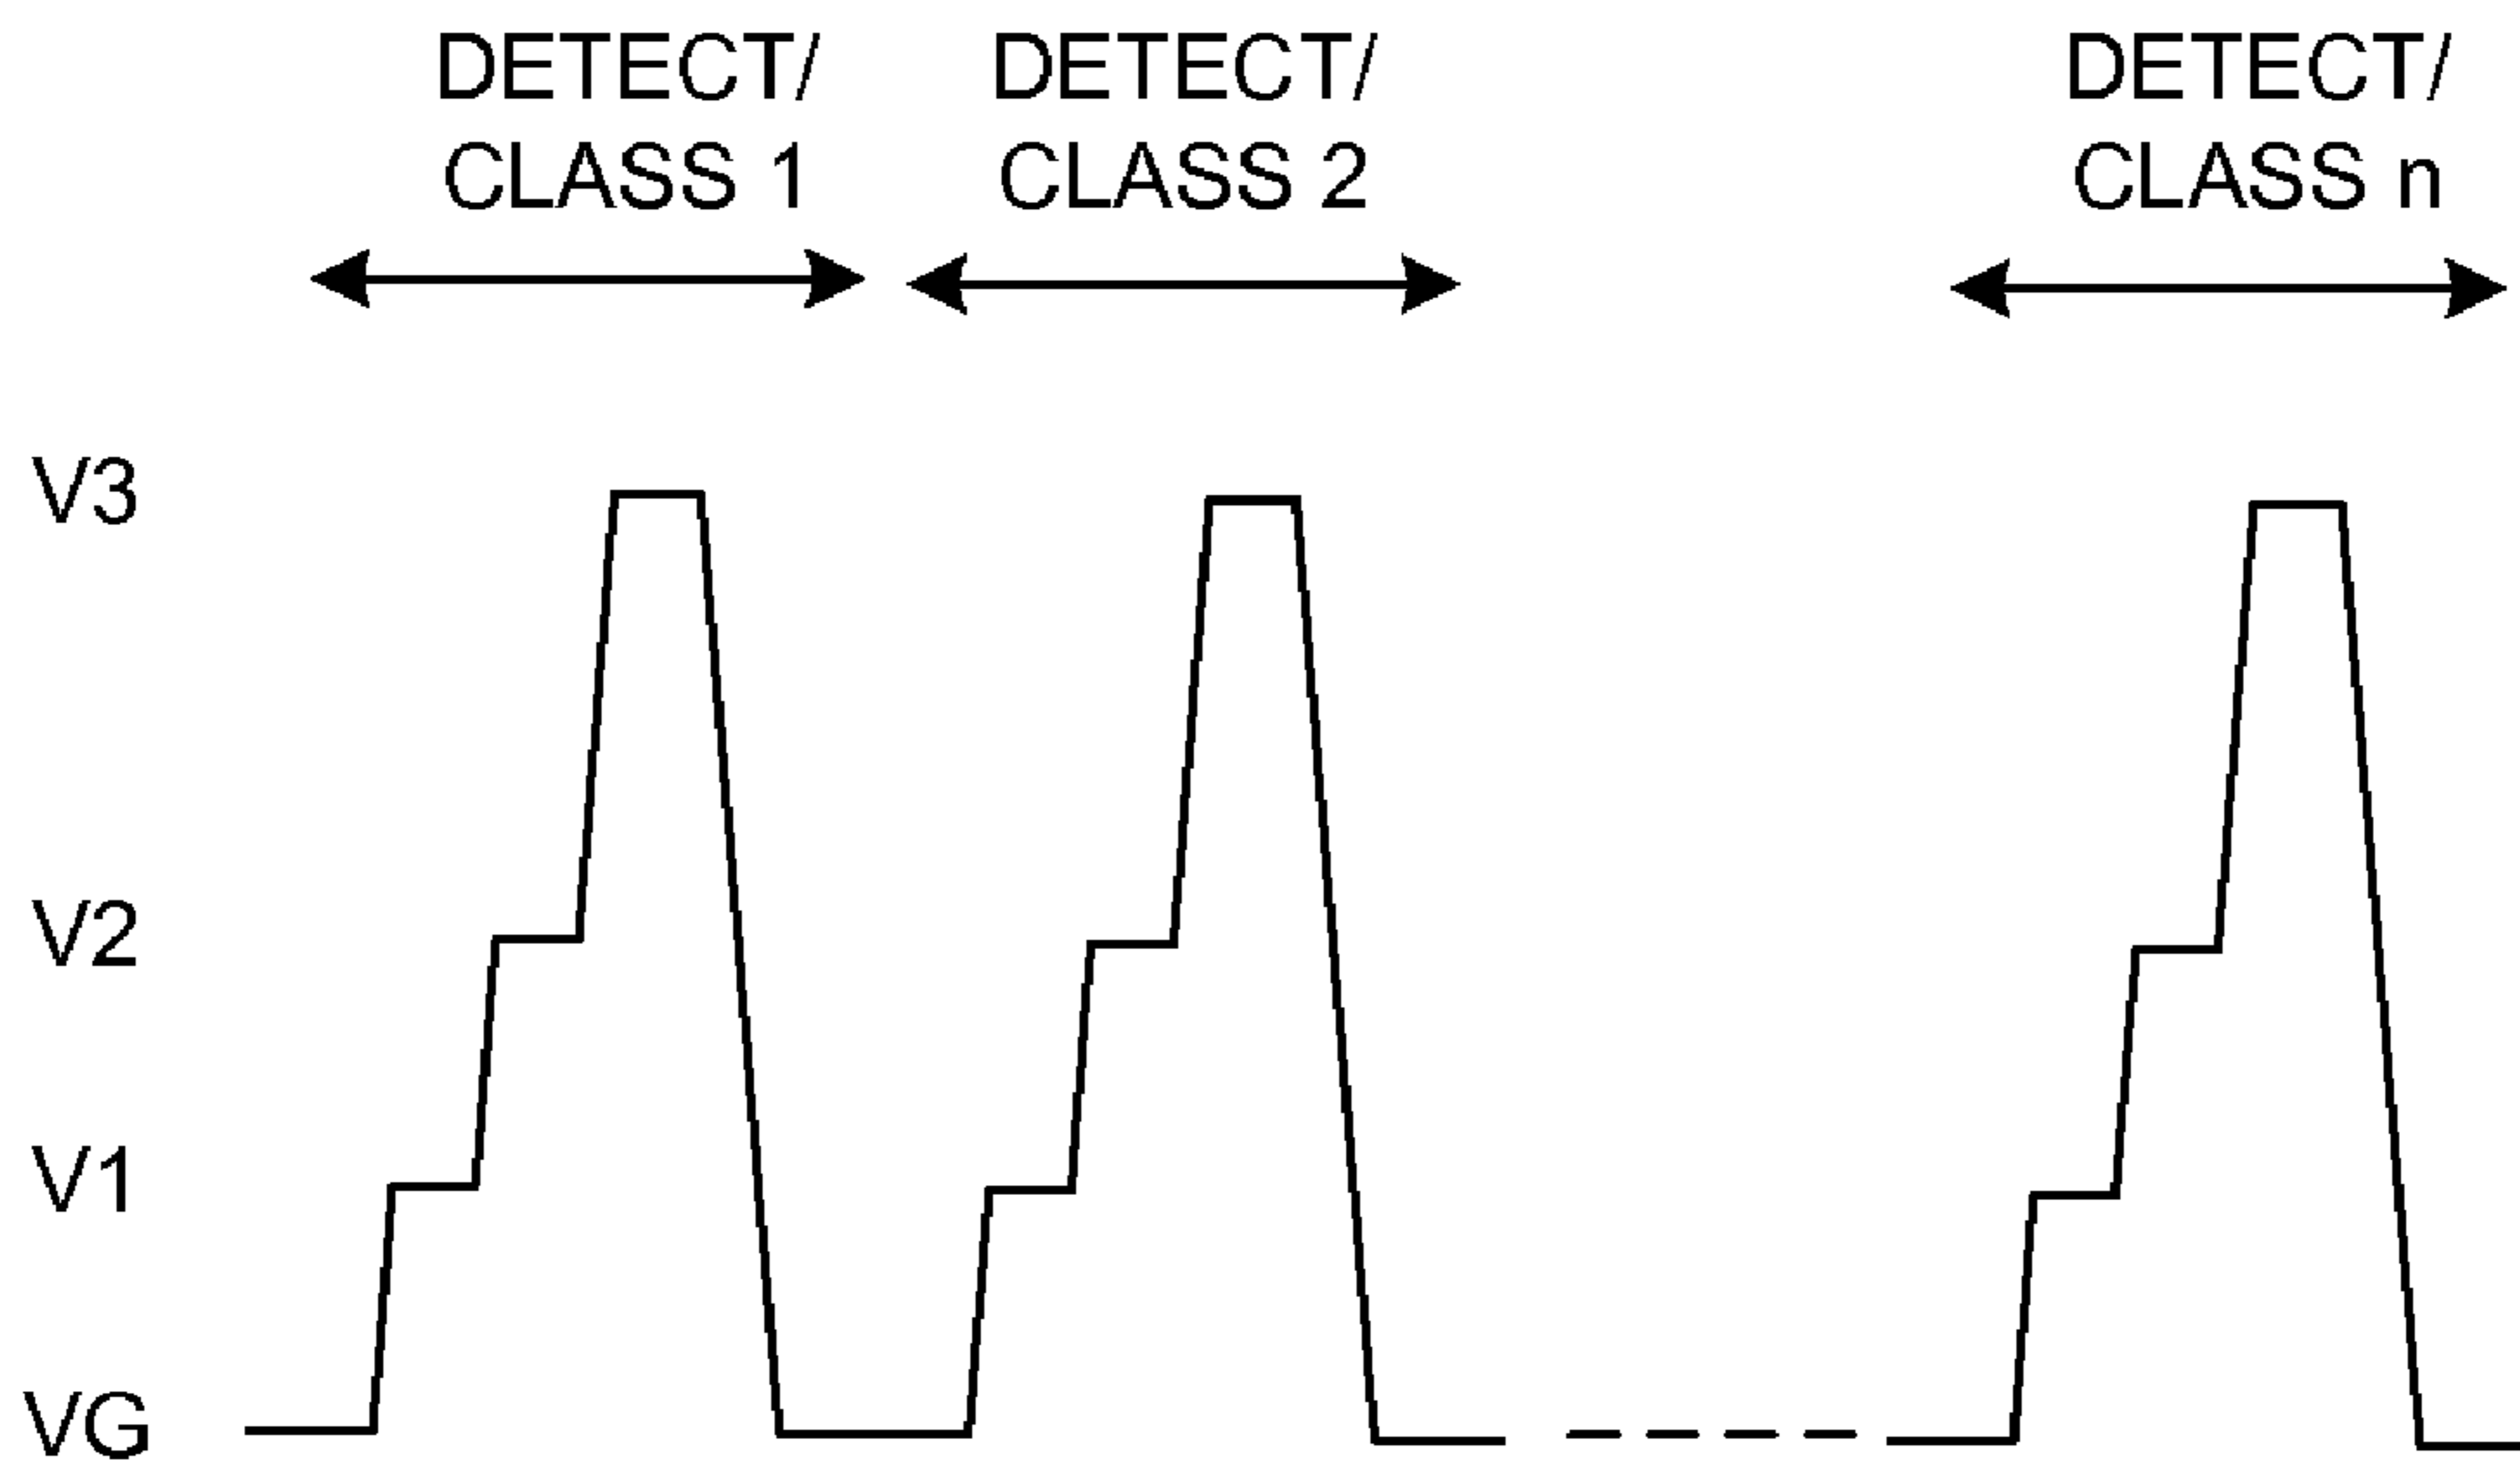 DETECT/
CLASS 1
DETECT/
CLASS 2
DETECT/
CLASS n
V3
V2
V1
VG